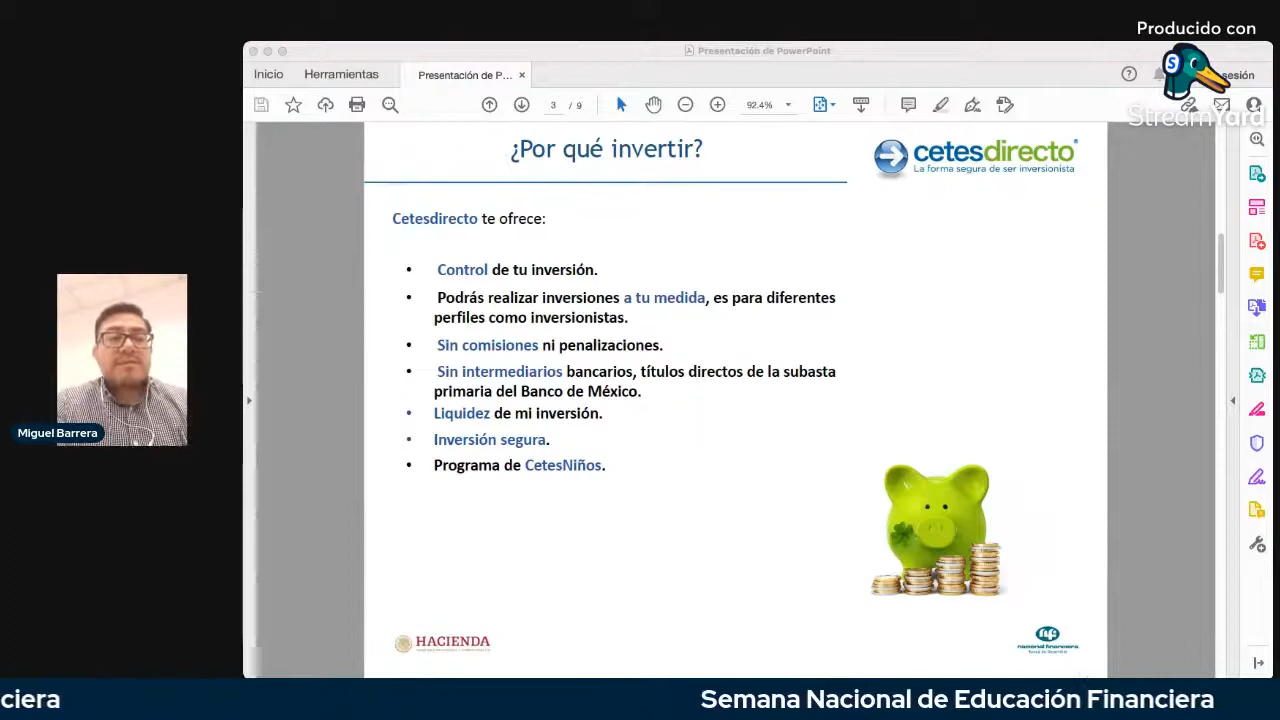 Producido con
StreamYard
Presentación de PowerPoint
Inicio
Herramientas
Presentación de P...
sesión
3 / 9
92.4%
¿Por qué invertir?
cetesdirecto
La forma segura de ser inversionista
Cetesdirecto te ofrece:
• Control de tu inversión.
• Podrás realizar inversiones a tu medida, es para diferentes
perfiles como inversionistas.
• Sin comisiones ni penalizaciones.
• Sin intermediarios bancarios, títulos directos de la subasta
primaria del Banco de México.
• Liquidez de mi inversión.
• Inversión segura.
• Programa de CetesNiños.
Miguel Barrera
HACIENDA
nacional financiera
ciera
Semana Nacional de Educación Financiera